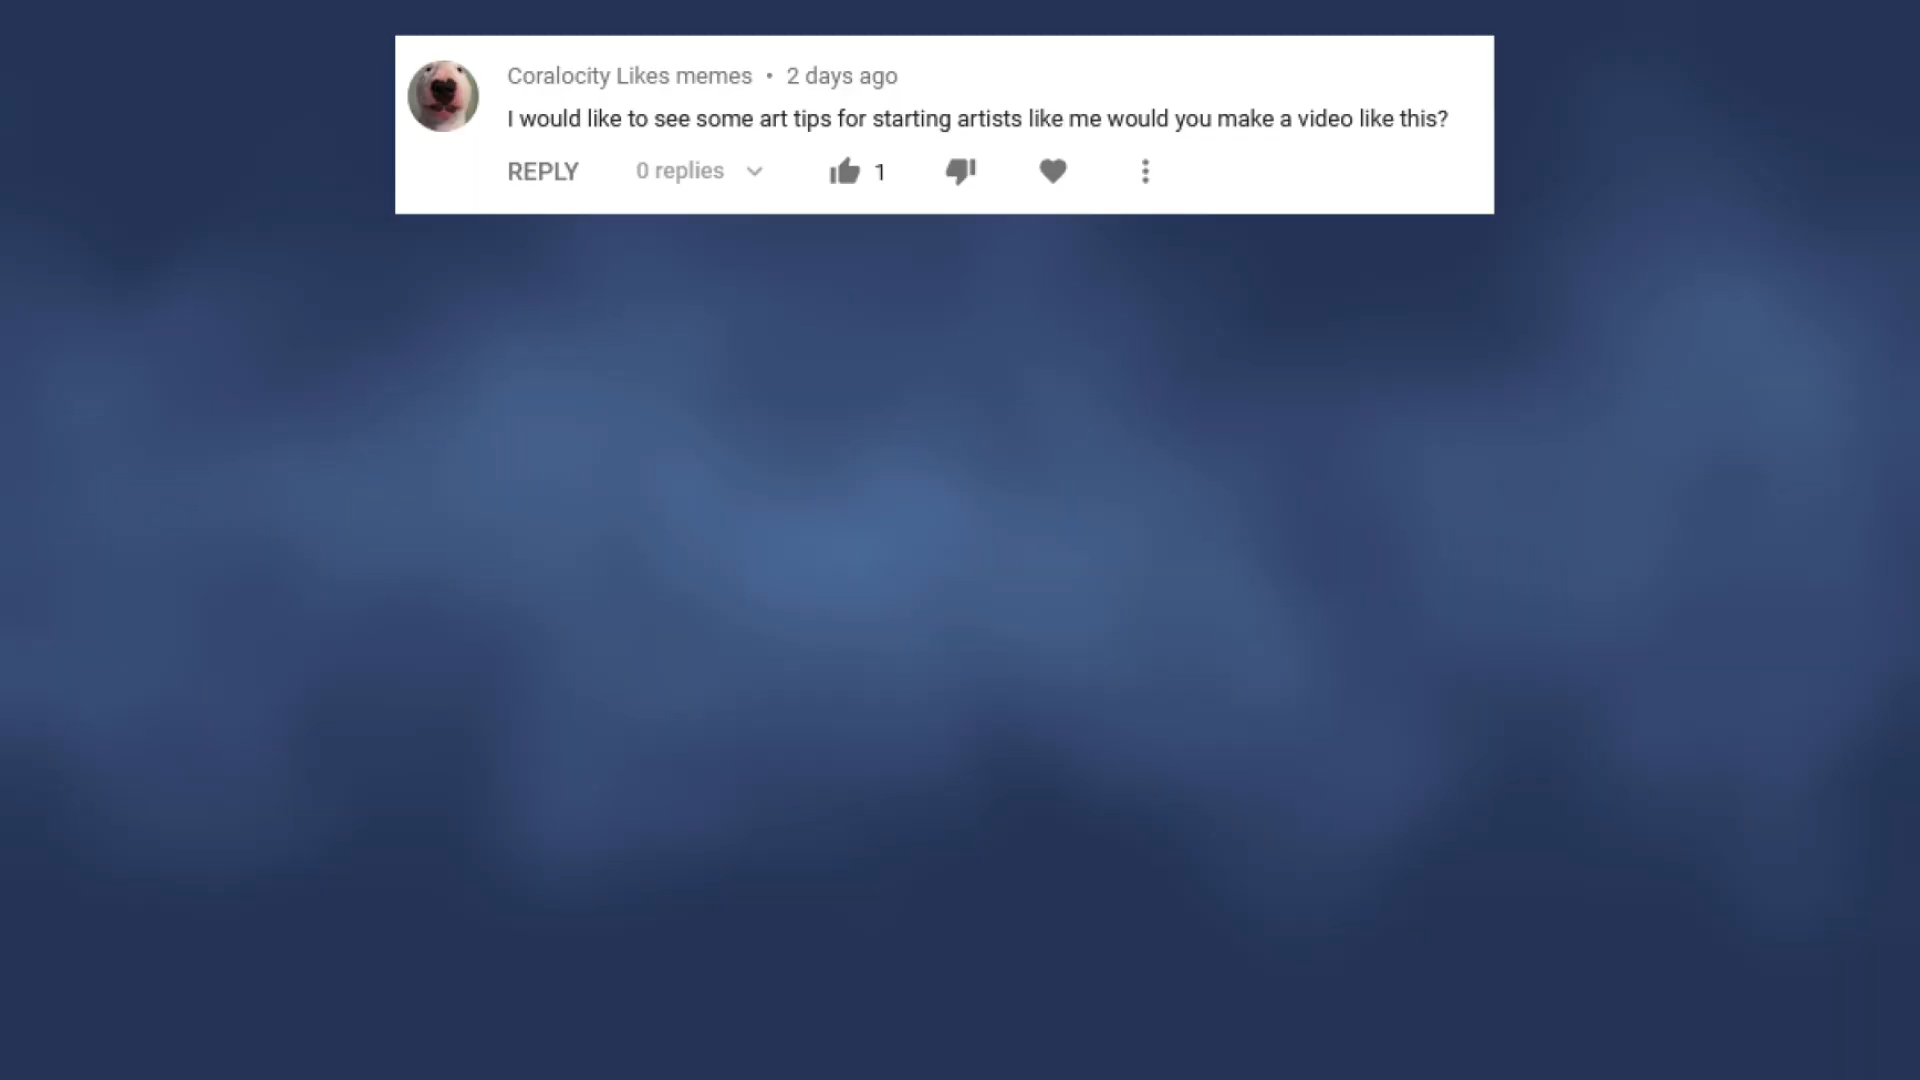 Coralocity Likes memes • 2 days ago
I would like to see some art tips for starting artists like me would you make a video like this?
REPLY 0 replies 1